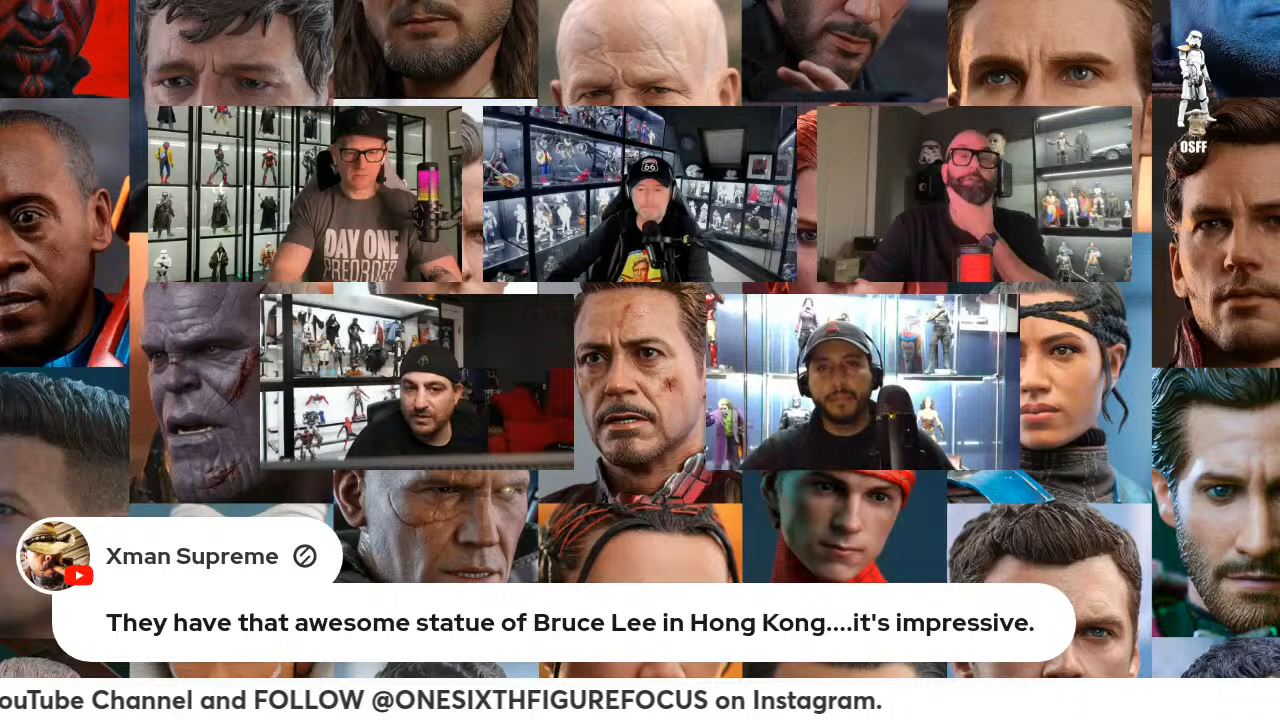 OSFF
66
DAY ONE
PREORDER
Xman Supreme
They have that awesome statue of Bruce Lee in Hong Kong....it's impressive.
ouTube Channel and FOLLOW @ONESIXTHFIGUREFOCUS on Instagram.